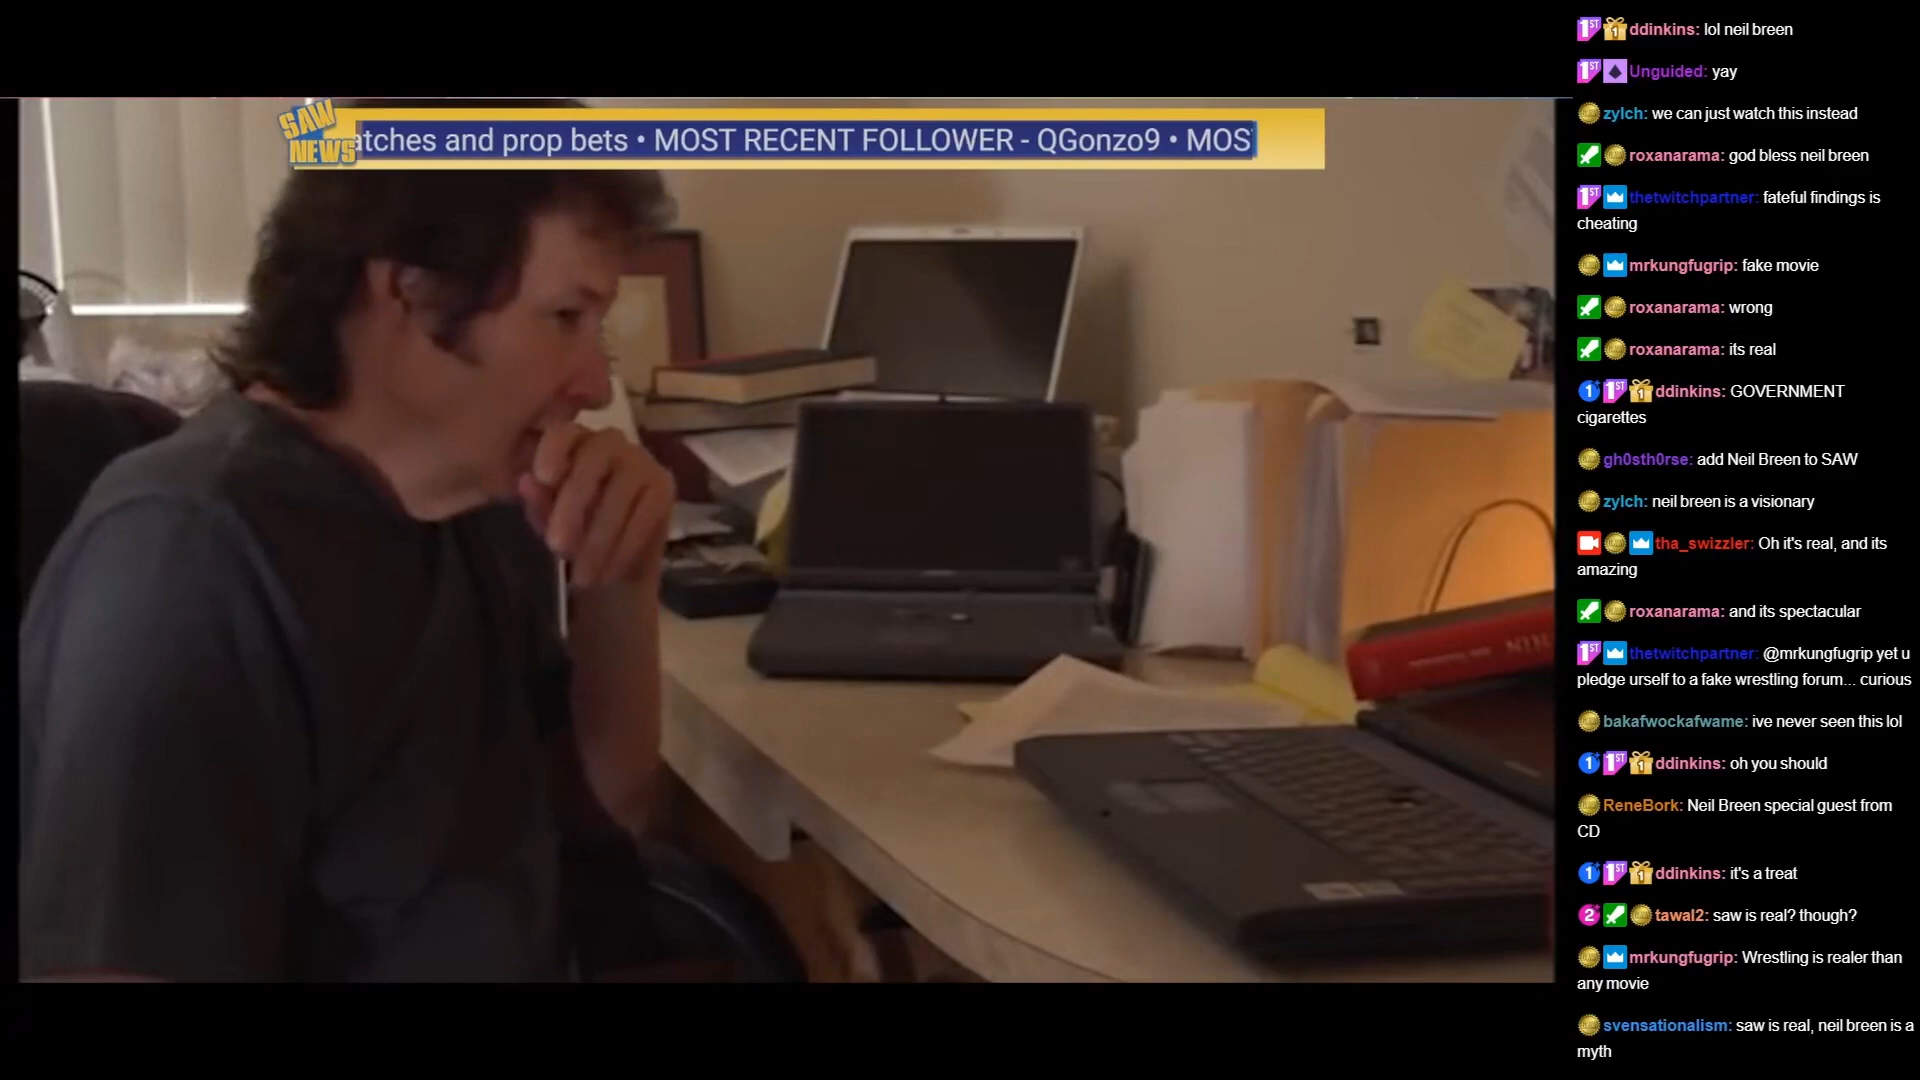 SAW
NEWS
atches and prop bets • MOST RECENT FOLLOWER - QGonzo9 • MOS
ddinkins: lol neil breen
Unguided: yay
zylch: we can just watch this instead
roxanarama: god bless neil breen
thetwitchpartner: fateful findings is
cheating
mrkungfugrip: fake movie
roxanarama: wrong
roxanarama: its real
ddinkins: GOVERNMENT
cigarettes
gh0sth0rse: add Neil Breen to SAW
zylch: neil breen is a visionary
tha_swizzler: Oh it's real, and its
amazing
roxanarama: and its spectacular
thetwitchpartner: @mrkungfugrip yet u
pledge urself to a fake wrestling forum... curious
bakafwockafwame: ive never seen this lol
ddinkins: oh you should
ReneBork: Neil Breen special guest from
CD
ddinkins: it's a treat
tawal2: saw is real? though?
mrkungfugrip: Wrestling is realer than
any movie
svensationalism: saw is real, neil breen is a
myth